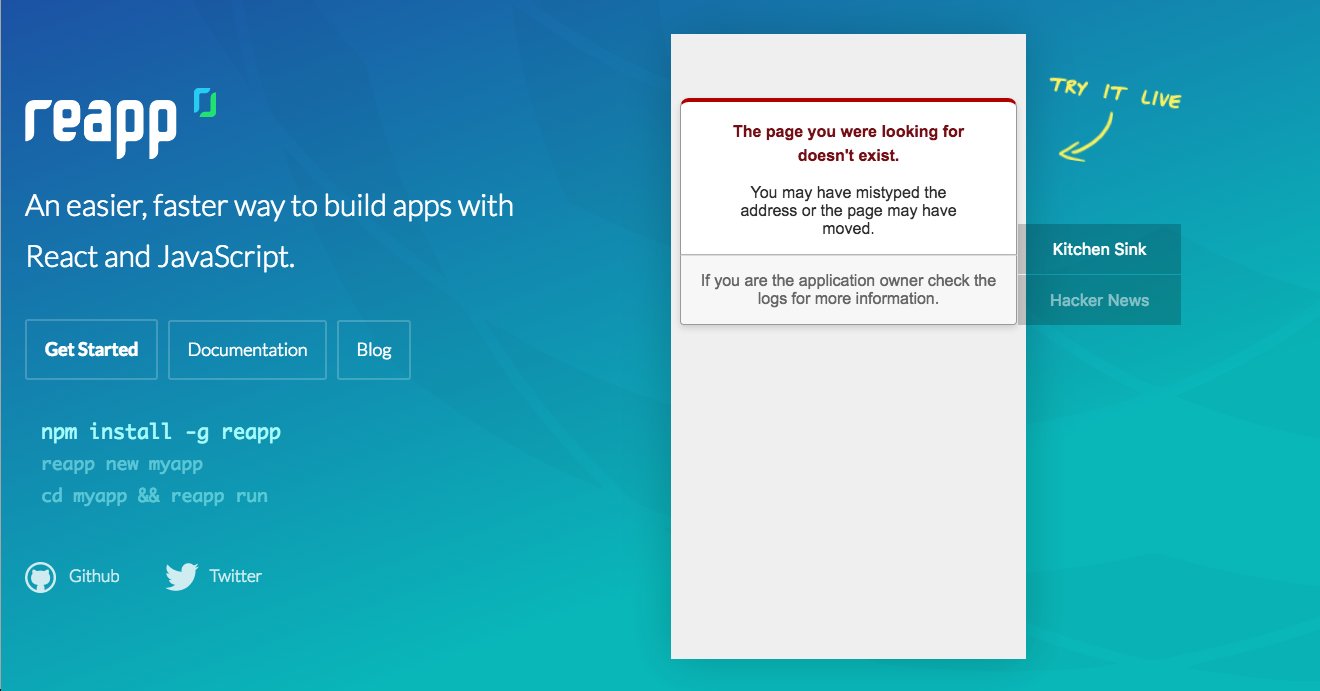 reapp
An easier, faster way to build apps with
React and JavaScript.
Get Started
Documentation
Blog
npm install -g reapp
reapp new myapp
cd myapp && reapp run
Github
Twitter
The page you were looking for
doesn't exist.
You may have mistyped the
address or the page may have
moved.
If you are the application owner check the
logs for more information.
TRY IT LIVE
Kitchen Sink
Hacker News